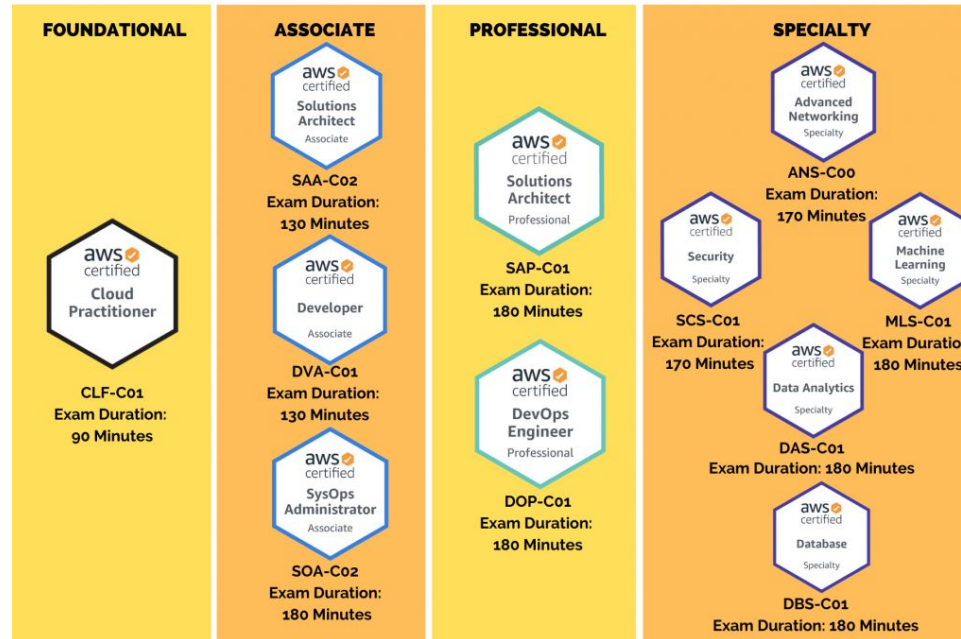 FOUNDATIONAL
aws
certified
Cloud
Practitioner
CLF-C01
Exam Duration:
90 Minutes
ASSOCIATE
aws
certified
Solutions
Architect
Associate
SAA-C02
Exam Duration:
130 Minutes
aws
certified
Developer
Associate
DVA-C01
Exam Duration:
130 Minutes
aws
certified
SysOps
Administrator
Associate
SOA-C02
Exam Duration:
180 Minutes
PROFESSIONAL
aws
certified
Solutions
Architect
Professional
SAP-C01
Exam Duration:
180 Minutes
aws
certified
DevOps
Engineer
Professional
DOP-C01
Exam Duration:
180 Minutes
SPECIALTY
aws
certified
Advanced
Networking
Specialty
ANS-C00
Exam Duration:
170 Minutes
aws
certified
Security
Specialty
SCS-C01
Exam Duration:
170 Minutes
aws
certified
Machine
Learning
Specialty
MLS-C01
Exam Duration:
180 Minutes
aws
certified
Data Analytics
Specialty
DAS-C01
Exam Duration: 180 Minutes
aws
certified
Database
Specialty
DBS-C01
Exam Duration: 180 Minutes